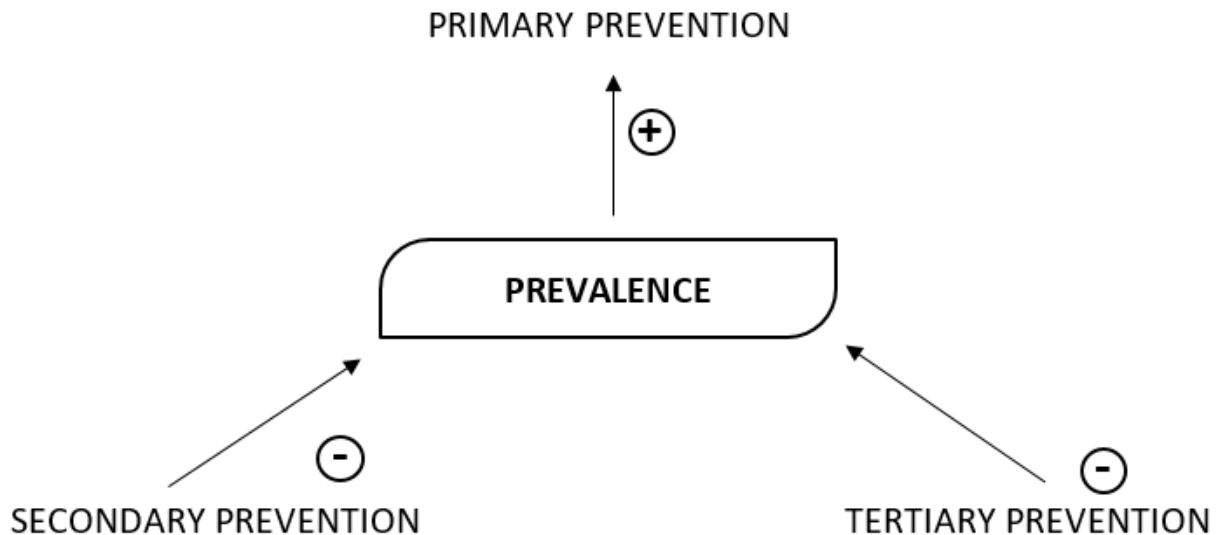 PRIMARY PREVENTION
+
PREVALENCE
-
-
SECONDARY PREVENTION
TERTIARY PREVENTION